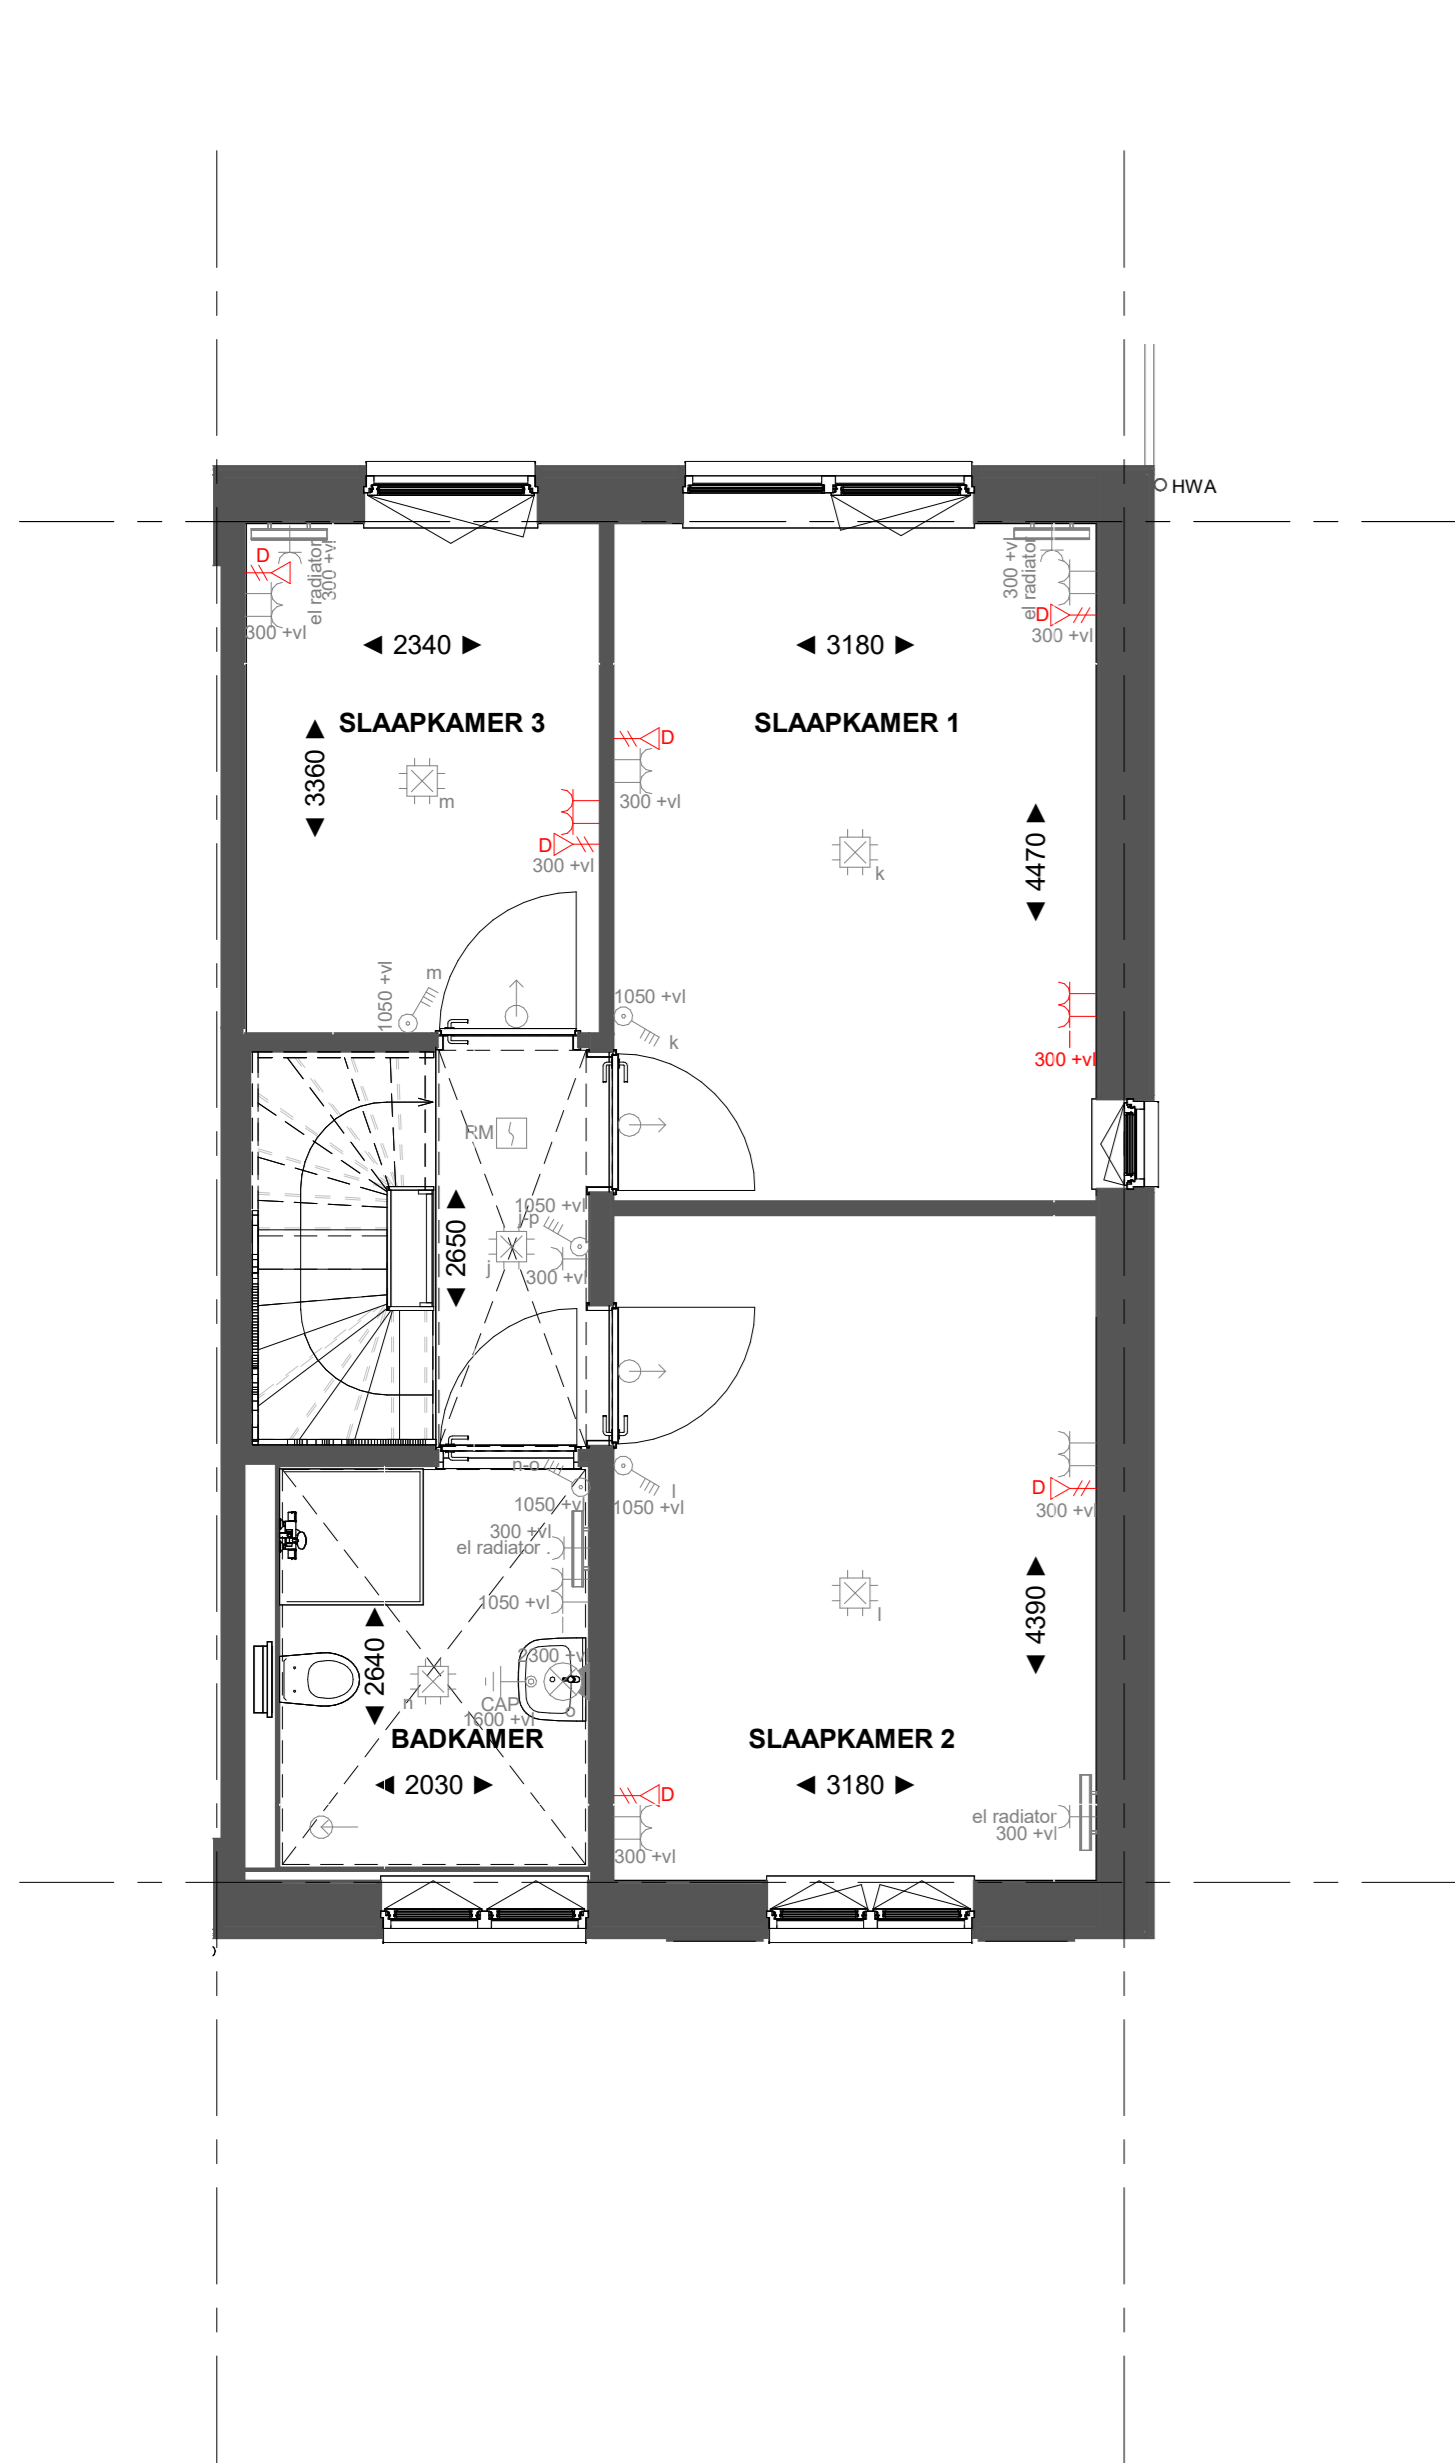 HWA
D
el radiator
300 +vl
300 +vl
300 +vl
el radiator
D
300 +vl
◄ 2340 ►
◄ 3180 ►
SLAAPKAMER 3
SLAAPKAMER 1
D
300 +vl
◄ 3360 ►
m
D
300 +vl
k
◄ 4470 ►
1050 +vl
m
1050 +vl
k
300 +vl
RM
1050 +vl
j-p
j
300 +vl
◄ 2650 ►
n-o
1050 +vl
l
1050 +vl
D
300 +vl
300 +vl
el radiator .
1050 +vl
l
◄ 4390 ►
◄ 2640 ►
2300 +vl
n
CAP
1600 +vl
o
BADKAMER
SLAAPKAMER 2
◄ 2030 ►
◄ 3180 ►
D
300 +vl
el radiator
300 +vl